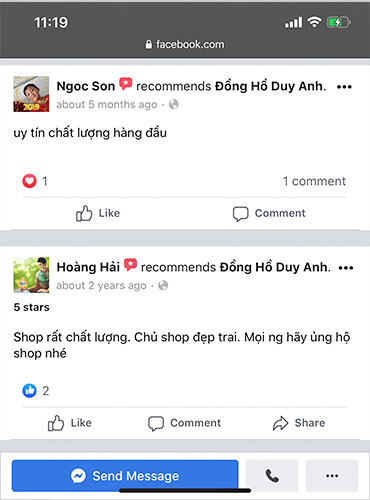 11:19
facebook.com
Ngoc Son recommends Đồng Hồ Duy Anh.
about 5 months ago ·
uy tín chất lượng hàng đầu
1
1 comment
Like
Comment
Hoàng Hải recommends Đồng Hồ Duy Anh.
about 2 years ago ·
5 stars
Shop rất chất lượng. Chủ shop đẹp trai. Mọi ng hãy ủng hộ
shop nhé
2
Like
Comment
Share
Send Message